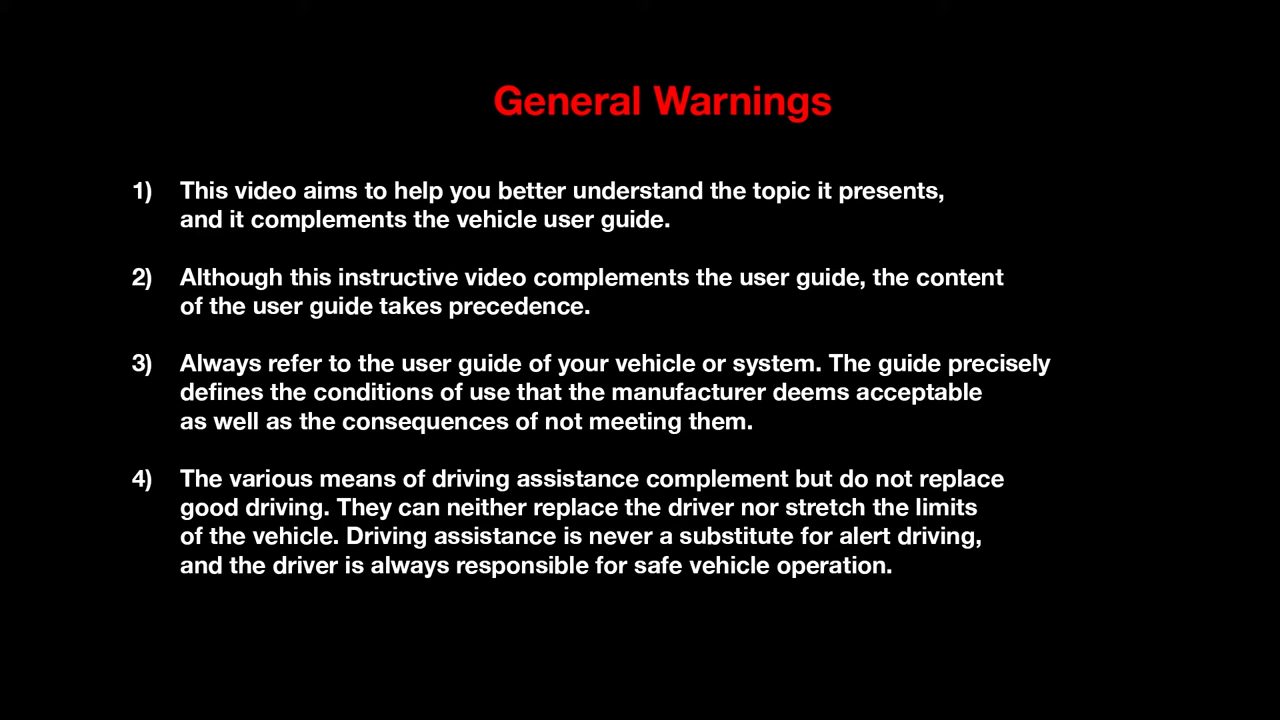 General Warnings
1) This video aims to help you better understand the topic it presents,
and it complements the vehicle user guide.
2) Although this instructive video complements the user guide, the content
of the user guide takes precedence.
3) Always refer to the user guide of your vehicle or system. The guide precisely
defines the conditions of use that the manufacturer deems acceptable
as well as the consequences of not meeting them.
4) The various means of driving assistance complement but do not replace
good driving. They can neither replace the driver nor stretch the limits
of the vehicle. Driving assistance is never a substitute for alert driving,
and the driver is always responsible for safe vehicle operation.